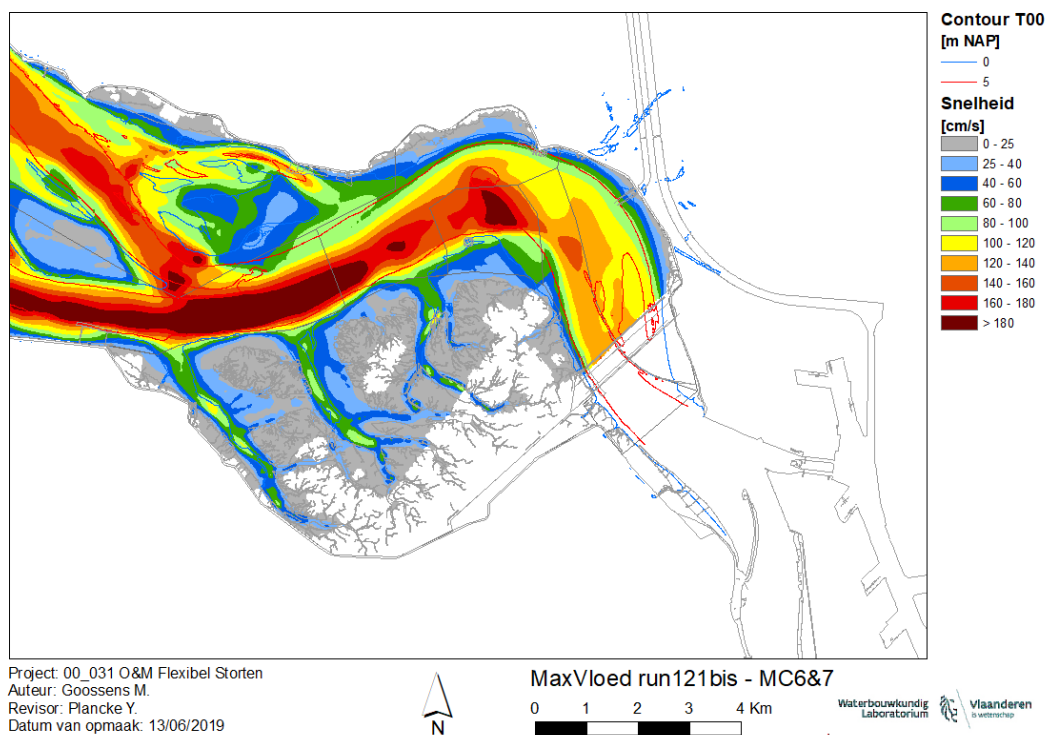 Contour T00
[m NAP]
0
5
Snelheid
[cm/s]
0 - 25
25 - 40
40 - 60
60 - 80
80 - 100
100 - 120
120 - 140
140 - 160
160 - 180
> 180
Project: 00_031 O&M Flexibel Storten
Auteur: Goossens M.
Revisor: Plancke Y.
Datum van opmaak: 13/06/2019
N
MaxVloed run121bis - MC6&7
0 1 2 3 4 Km
Waterbouwkundig
Laboratorium
Vlaanderen
is wetenschap